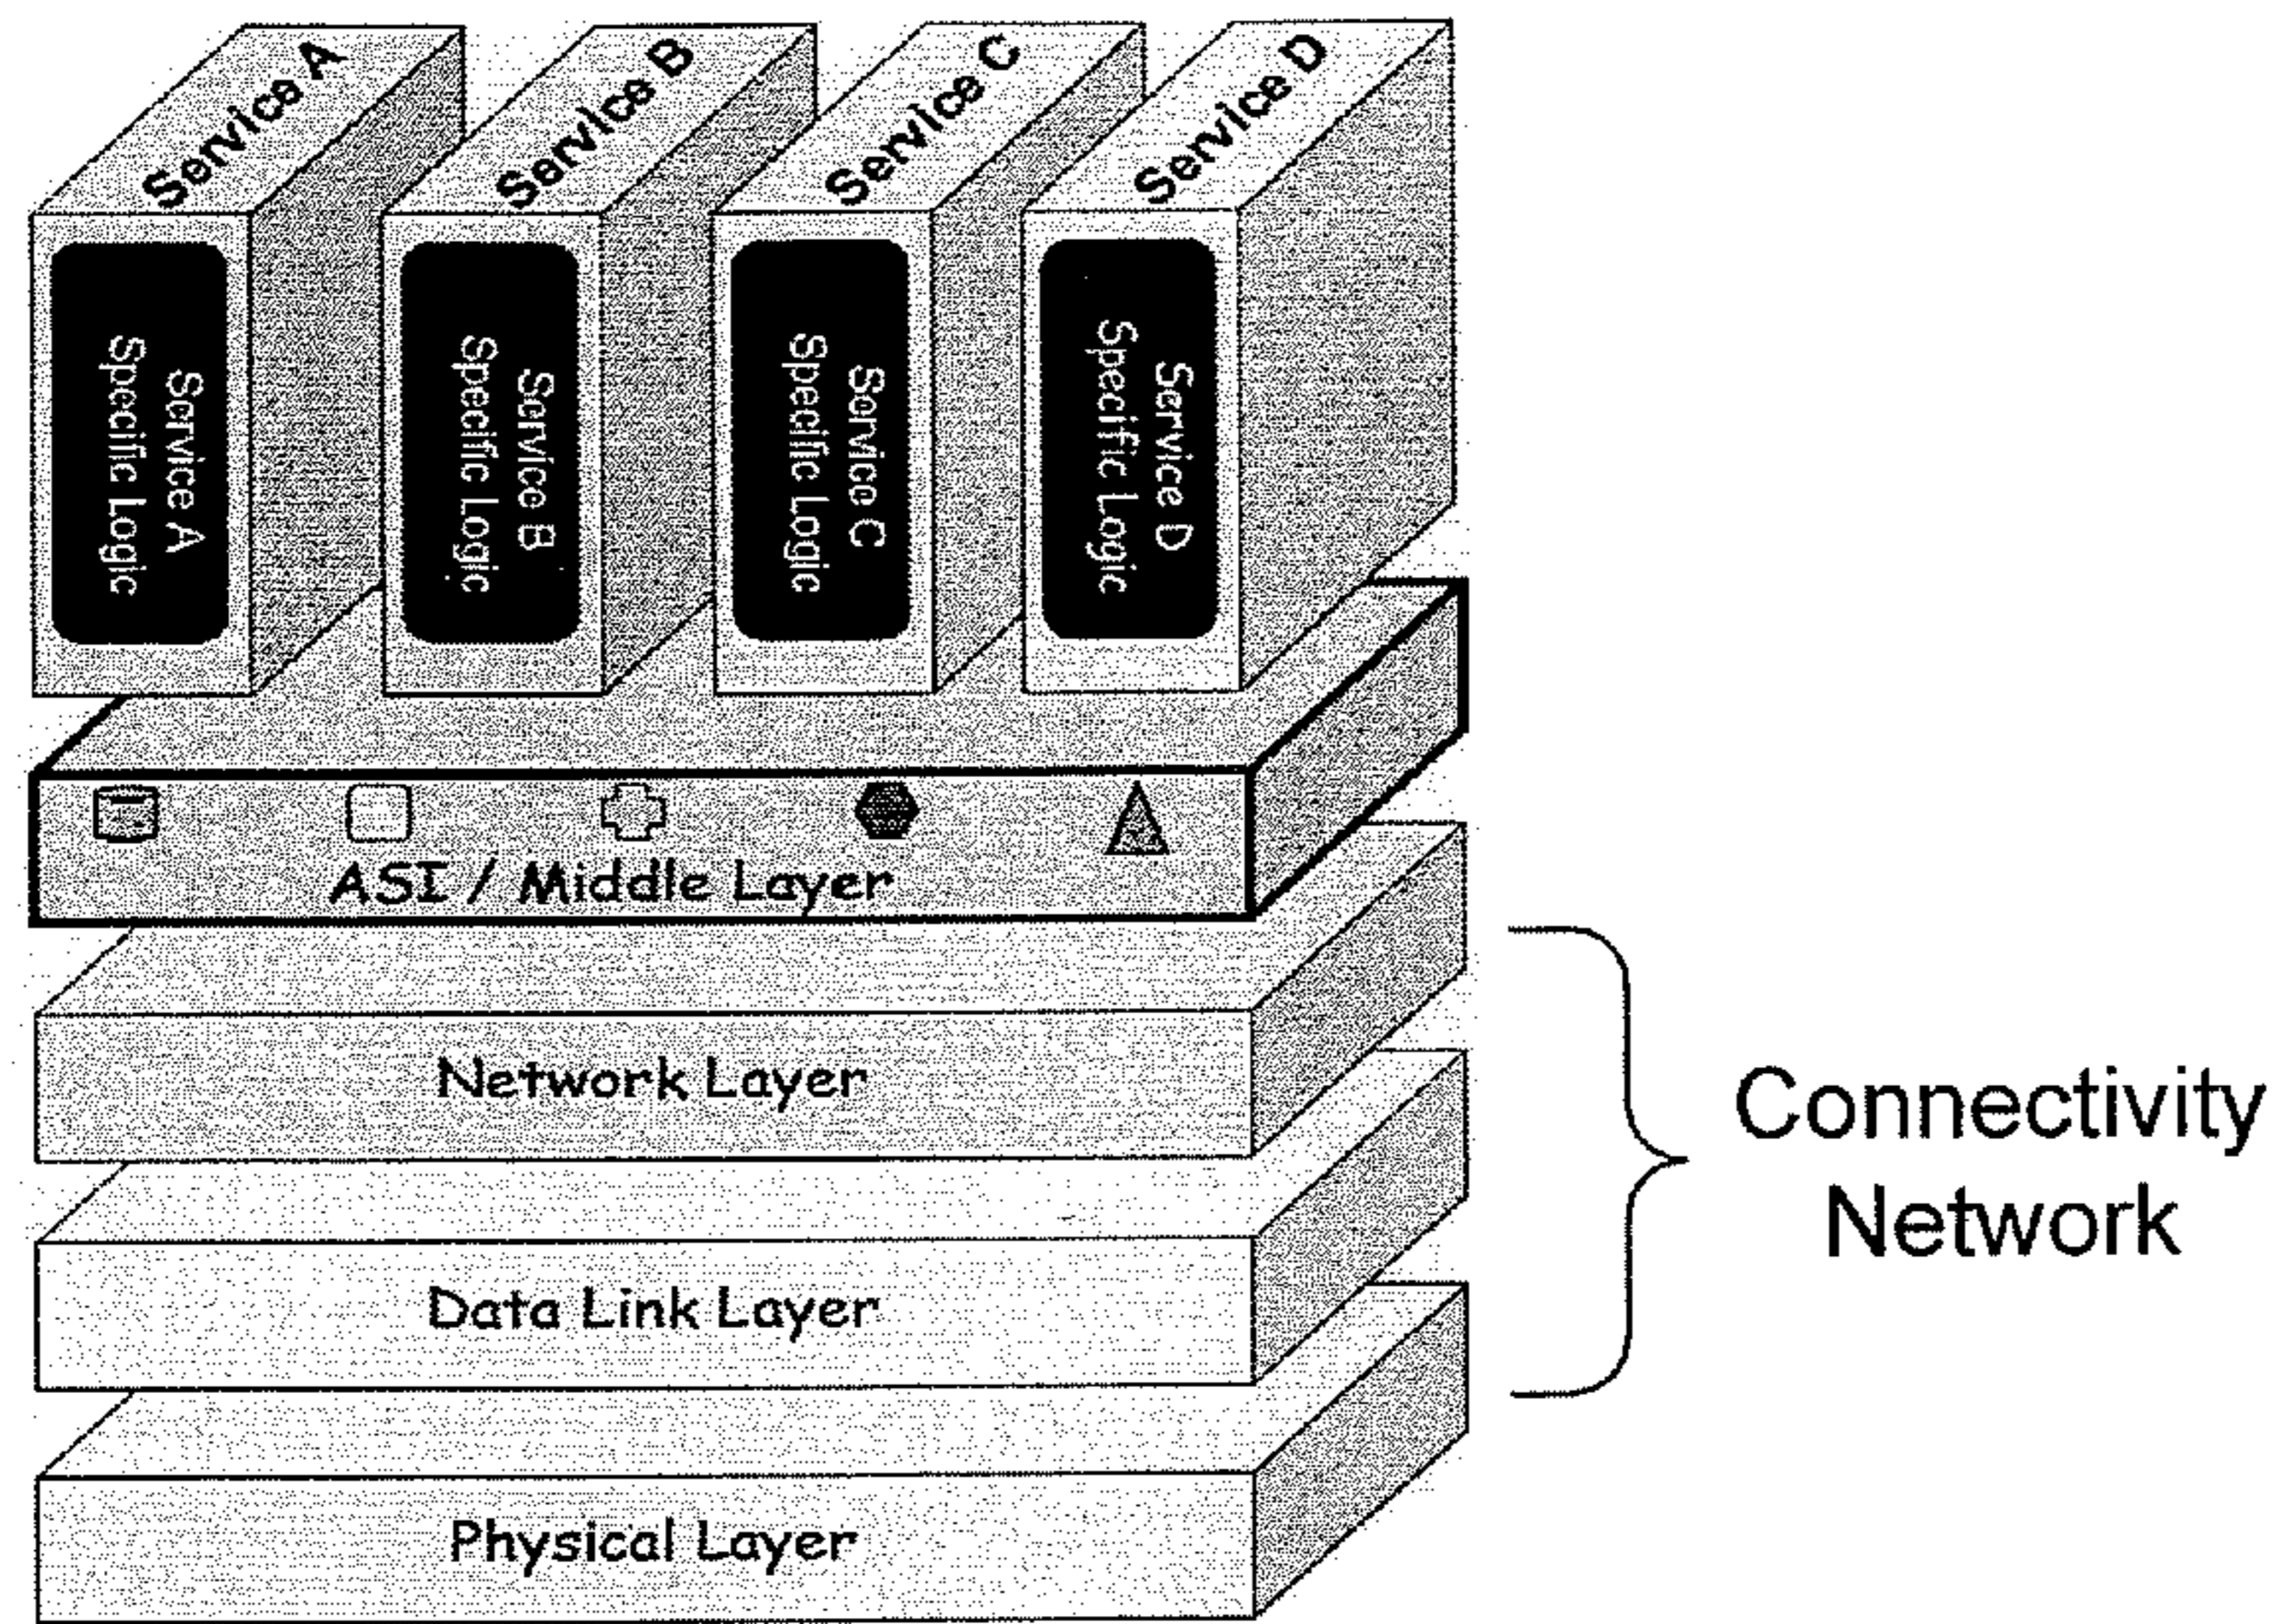 Service A
Service B
Service C
Service D
Service A
Specific Logic
Service B
Specific Logic
Service C
Specific Logic
Service D
Specific Logic
ASI / Middle Layer
Network Layer
Data Link Layer
Physical Layer
Connectivity
Network